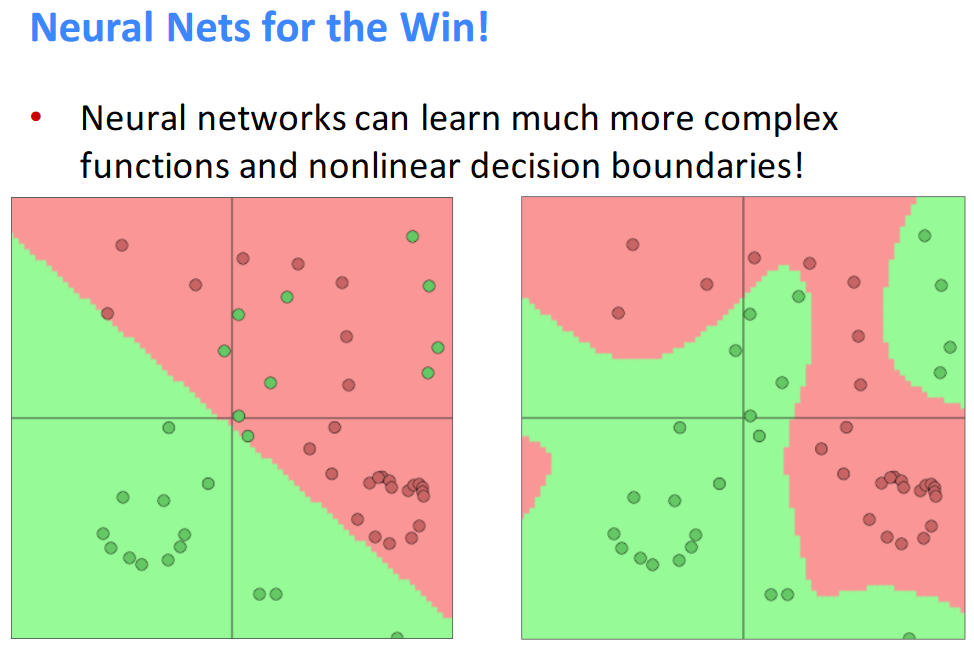 Neural Nets for the Win!
• Neural networks can learn much more complex
functions and nonlinear decision boundaries!